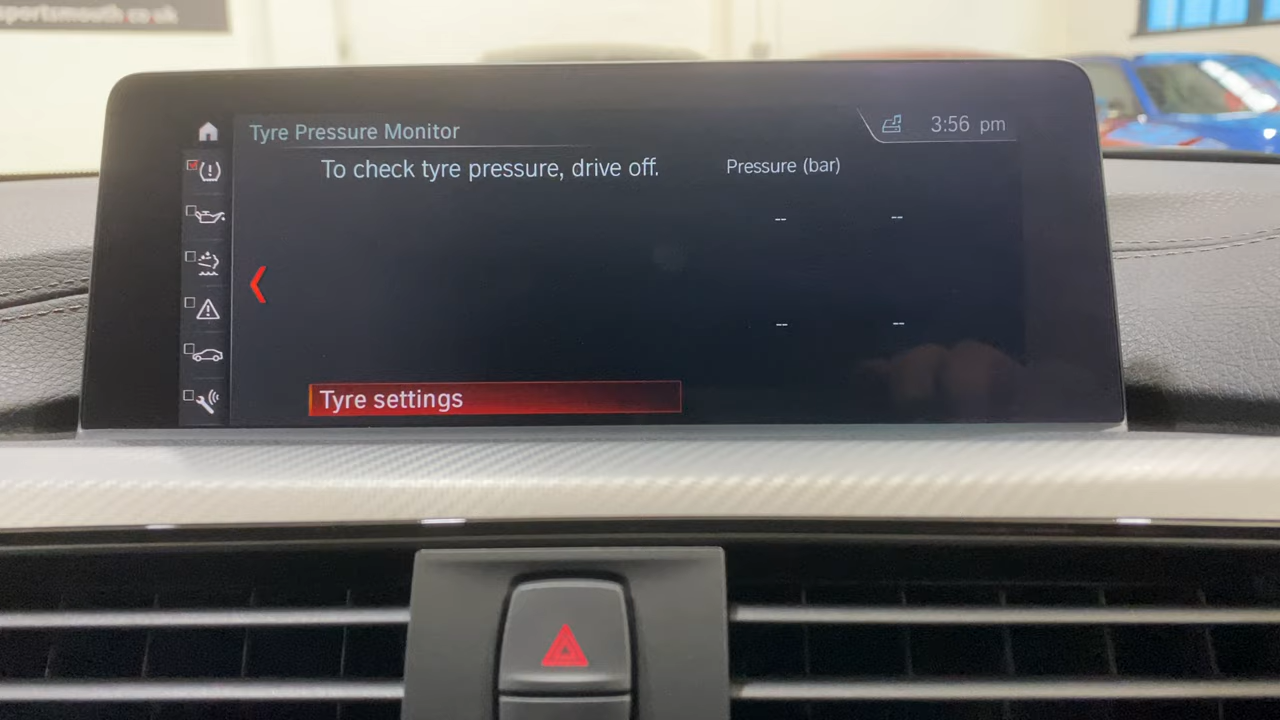 portsmouth.co.uk
Tyre Pressure Monitor
3:56 pm
To check tyre pressure, drive off.
Pressure (bar)
-- --
-- --
Tyre settings